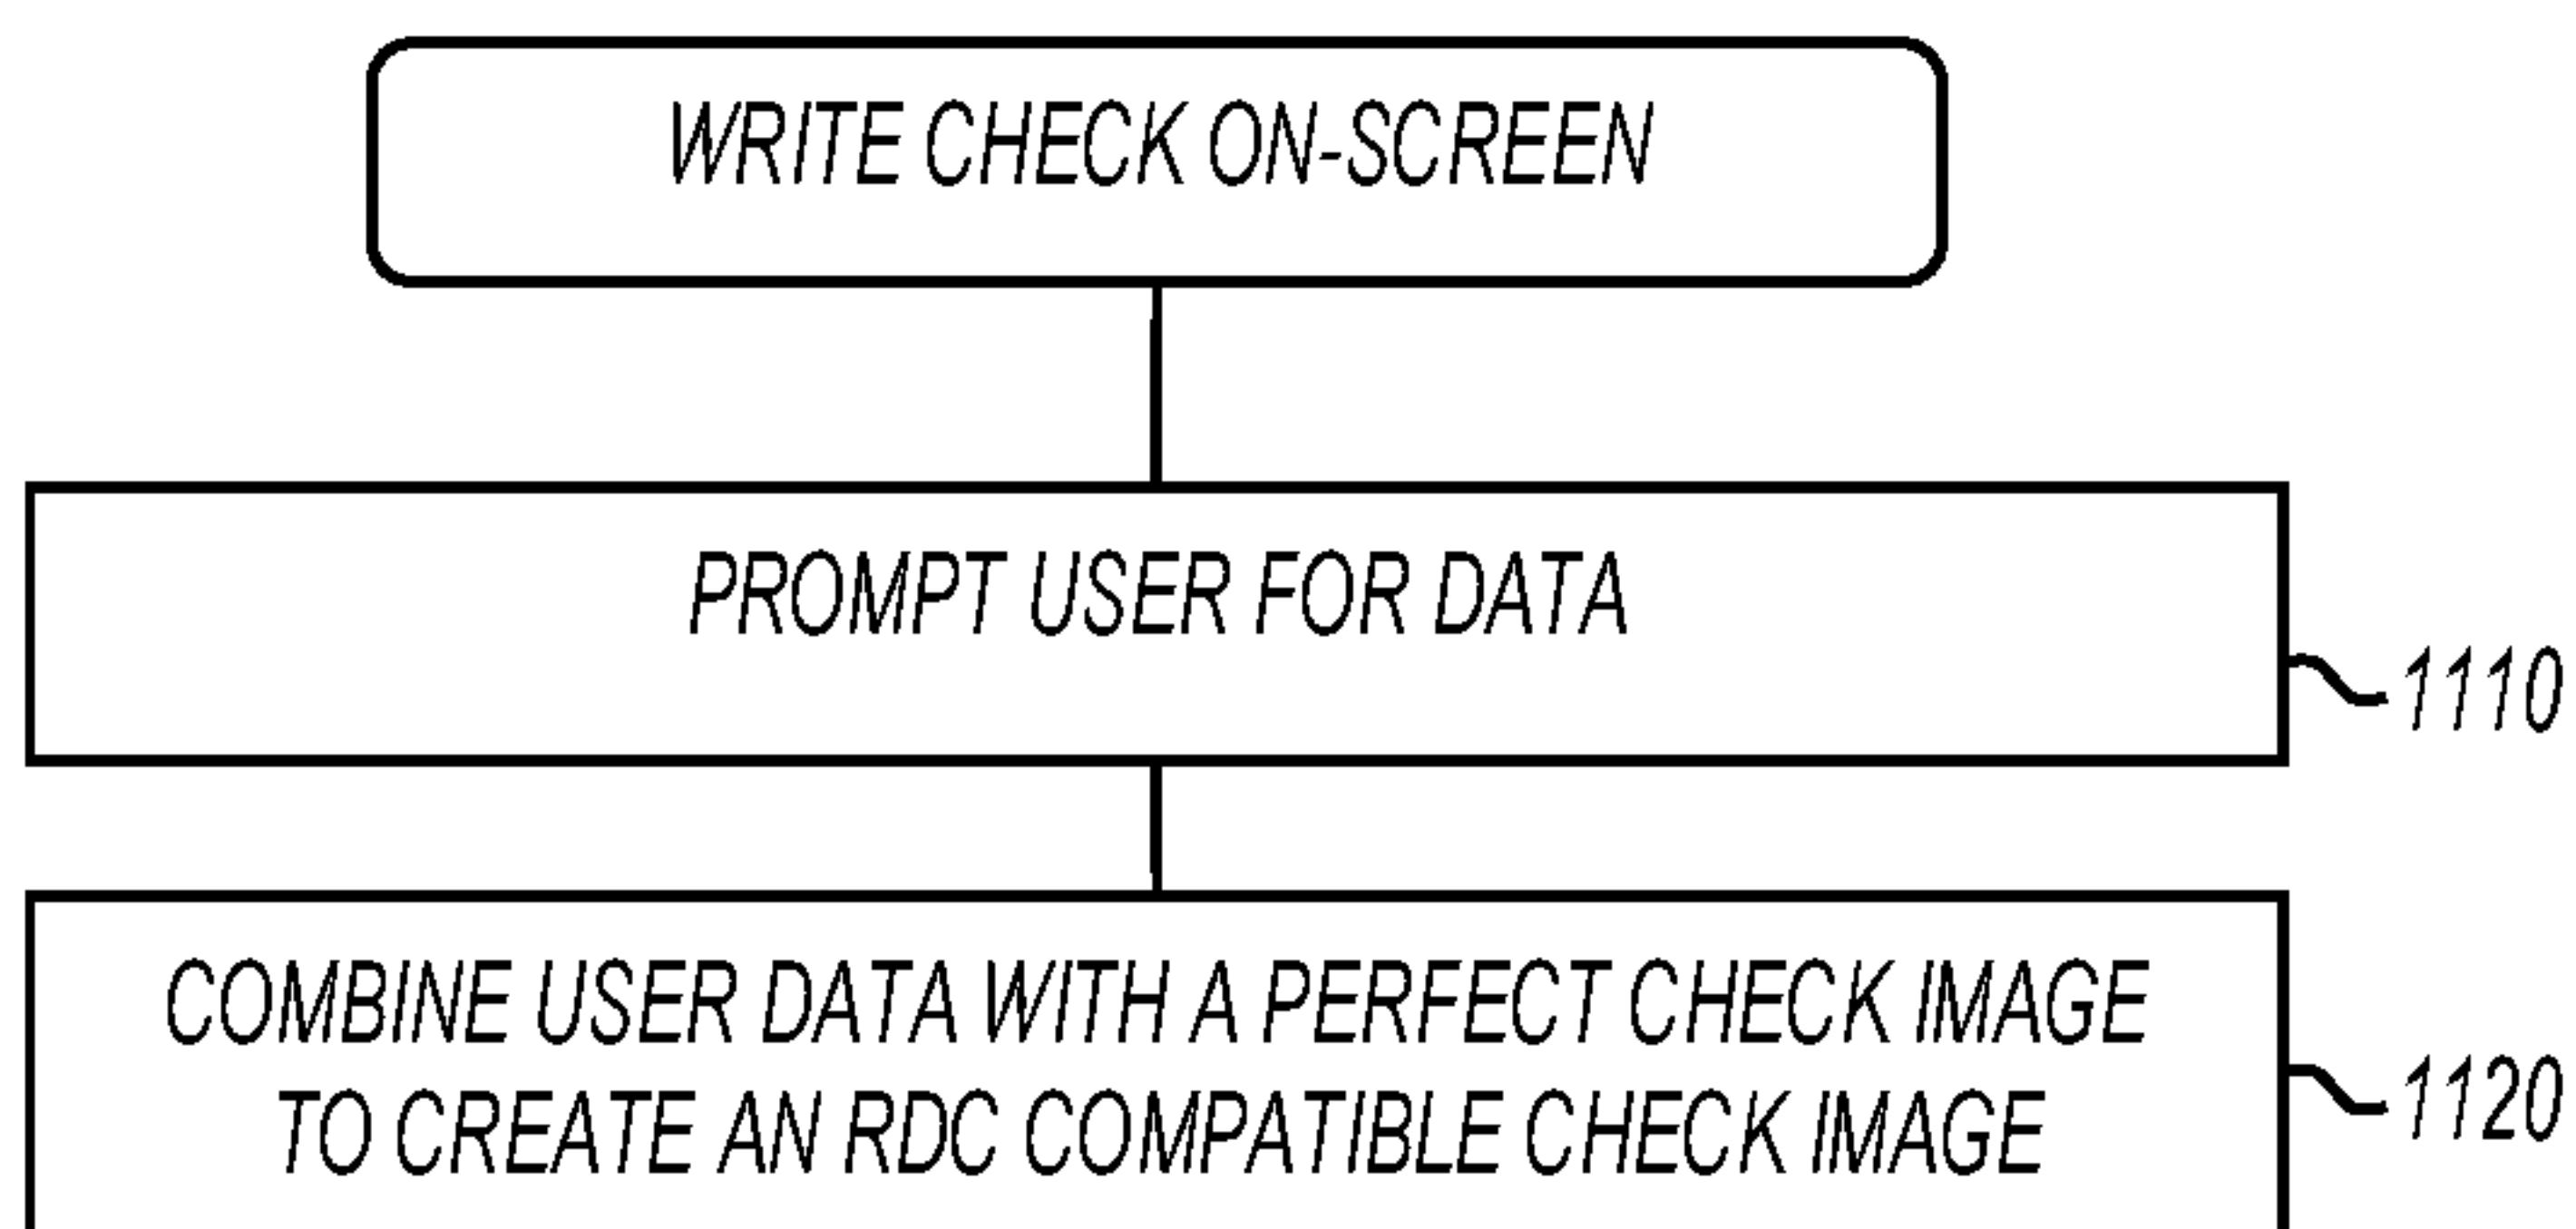 WRITE CHECK ON-SCREEN
PROMPT USER FOR DATA
1110
COMBINE USER DATA WITH A PERFECT CHECK IMAGE
TO CREATE AN RDC COMPATIBLE CHECK IMAGE
1120